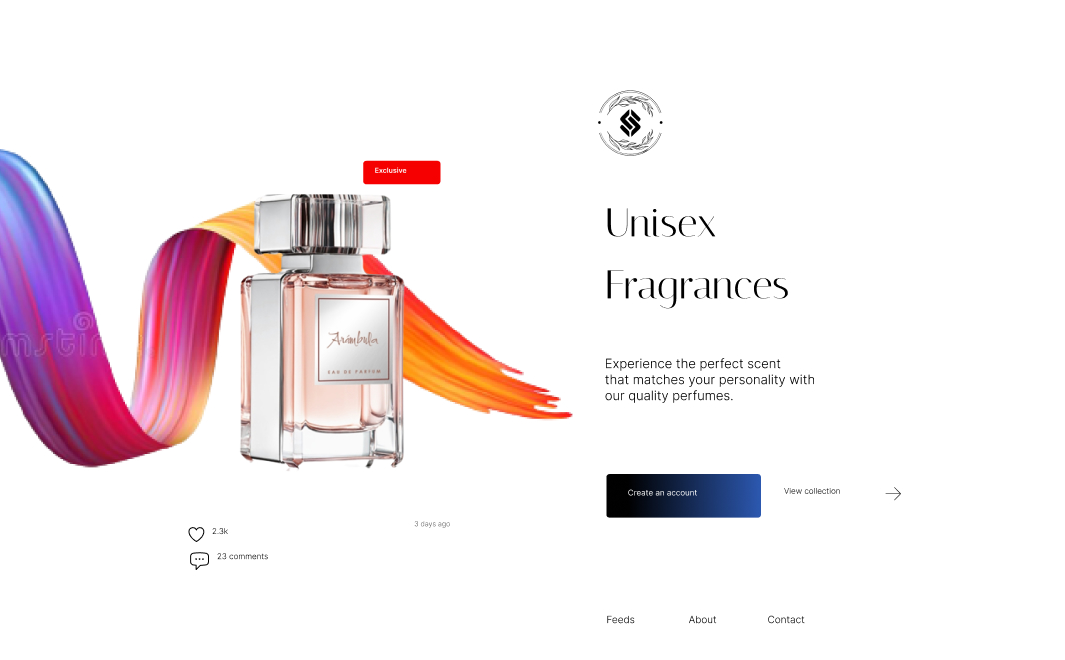 Exclusive
Arambula
EAU DE PARFUM
2.3k
3 days ago
23 comments
Unisex
Fragrances
Experience the perfect scent
that matches your personality with
our quality perfumes.
Create an account
View collection
Feeds
About
Contact